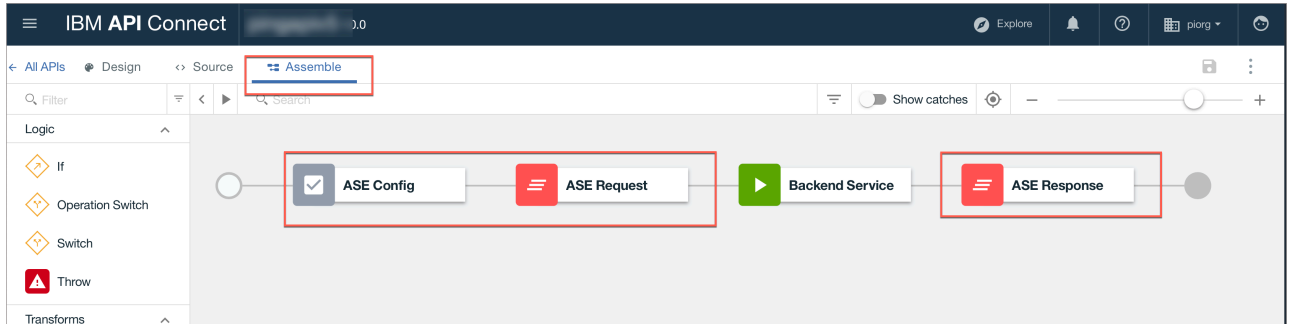 IBM API Connect 0.0 Explore piorg
All APIs Design <> Source Assemble
Filter Search Show catches
Logic
If
ASE Config ASE Request Backend Service ASE Response
Operation Switch
Switch
Throw
Transforms